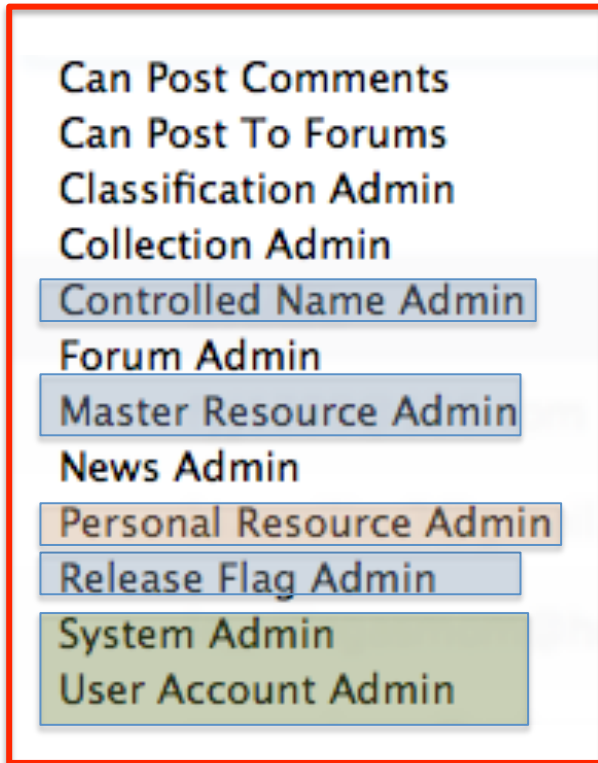 Can Post Comments
Can Post To Forums
Classification Admin
Collection Admin
Controlled Name Admin
Forum Admin
Master Resource Admin
News Admin
Personal Resource Admin
Release Flag Admin
System Admin
User Account Admin